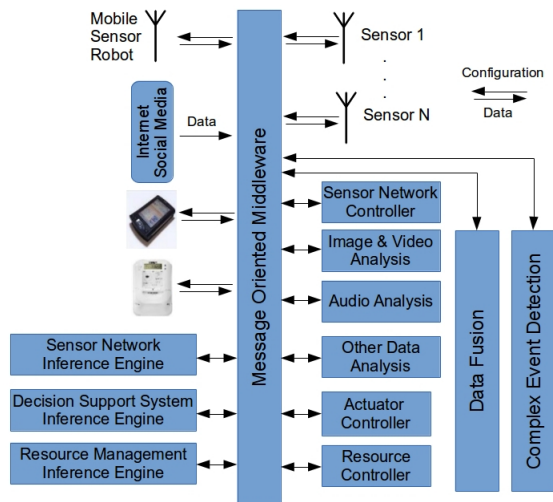 Mobile
Sensor
Robot
Sensor 1
.
.
.
Sensor N
Configuration
Data
Internet
Social Media
Data
Message Oriented Middleware
Sensor Network
Controller
Image & Video
Analysis
Audio Analysis
Other Data
Analysis
Actuator
Controller
Resource
Controller
Sensor Network
Inference Engine
Decision Support System
Inference Engine
Resource Management
Inference Engine
Data Fusion
Complex Event Detection